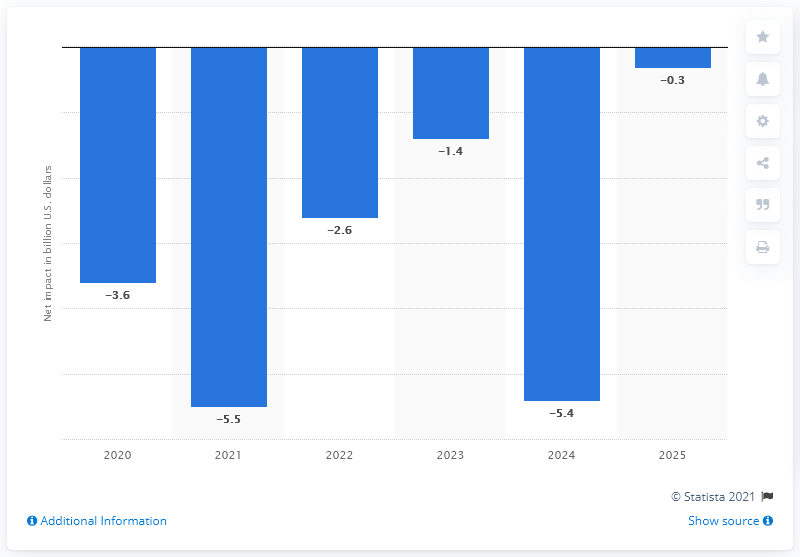 Net impact in billion U.S. dollars
−0.3
−1.4
−2.6
−3.6
−5.5
−5.4
2020 2021 2022 2023 2024 2025
© Statista 2021
Additional Information
Show source